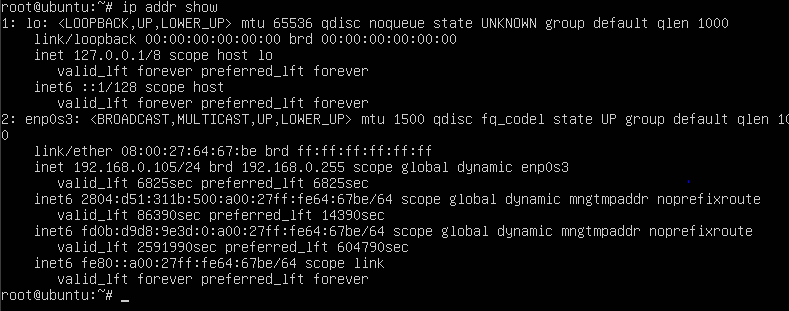 root@ubuntu:~# ip addr show
1: lo: <LOOPBACK,UP,LOWER_UP> mtu 65536 qdisc noqueue state UNKNOWN group default qlen 1000
    link/loopback 00:00:00:00:00:00 brd 00:00:00:00:00:00
    inet 127.0.0.1/8 scope host lo
       valid_lft forever preferred_lft forever
    inet6 ::1/128 scope host
       valid_lft forever preferred_lft forever
2: enp0s3: <BROADCAST,MULTICAST,UP,LOWER_UP> mtu 1500 qdisc fq_codel state UP group default qlen 100
0
    link/ether 08:00:27:64:67:be brd ff:ff:ff:ff:ff:ff
    inet 192.168.0.105/24 brd 192.168.0.255 scope global dynamic enp0s3
       valid_lft 6825sec preferred_lft 6825sec
    inet6 2804:d51:311b:500:a00:27ff:fe64:67be/64 scope global dynamic mngtmpaddr noprefixroute
       valid_lft 86390sec preferred_lft 14390sec
    inet6 fd0b:d9d8:9e3d:0:a00:27ff:fe64:67be/64 scope global dynamic mngtmpaddr noprefixroute
       valid_lft 2591990sec preferred_lft 604790sec
    inet6 fe80::a00:27ff:fe64:67be/64 scope link
       valid_lft forever preferred_lft forever
root@ubuntu:~# _